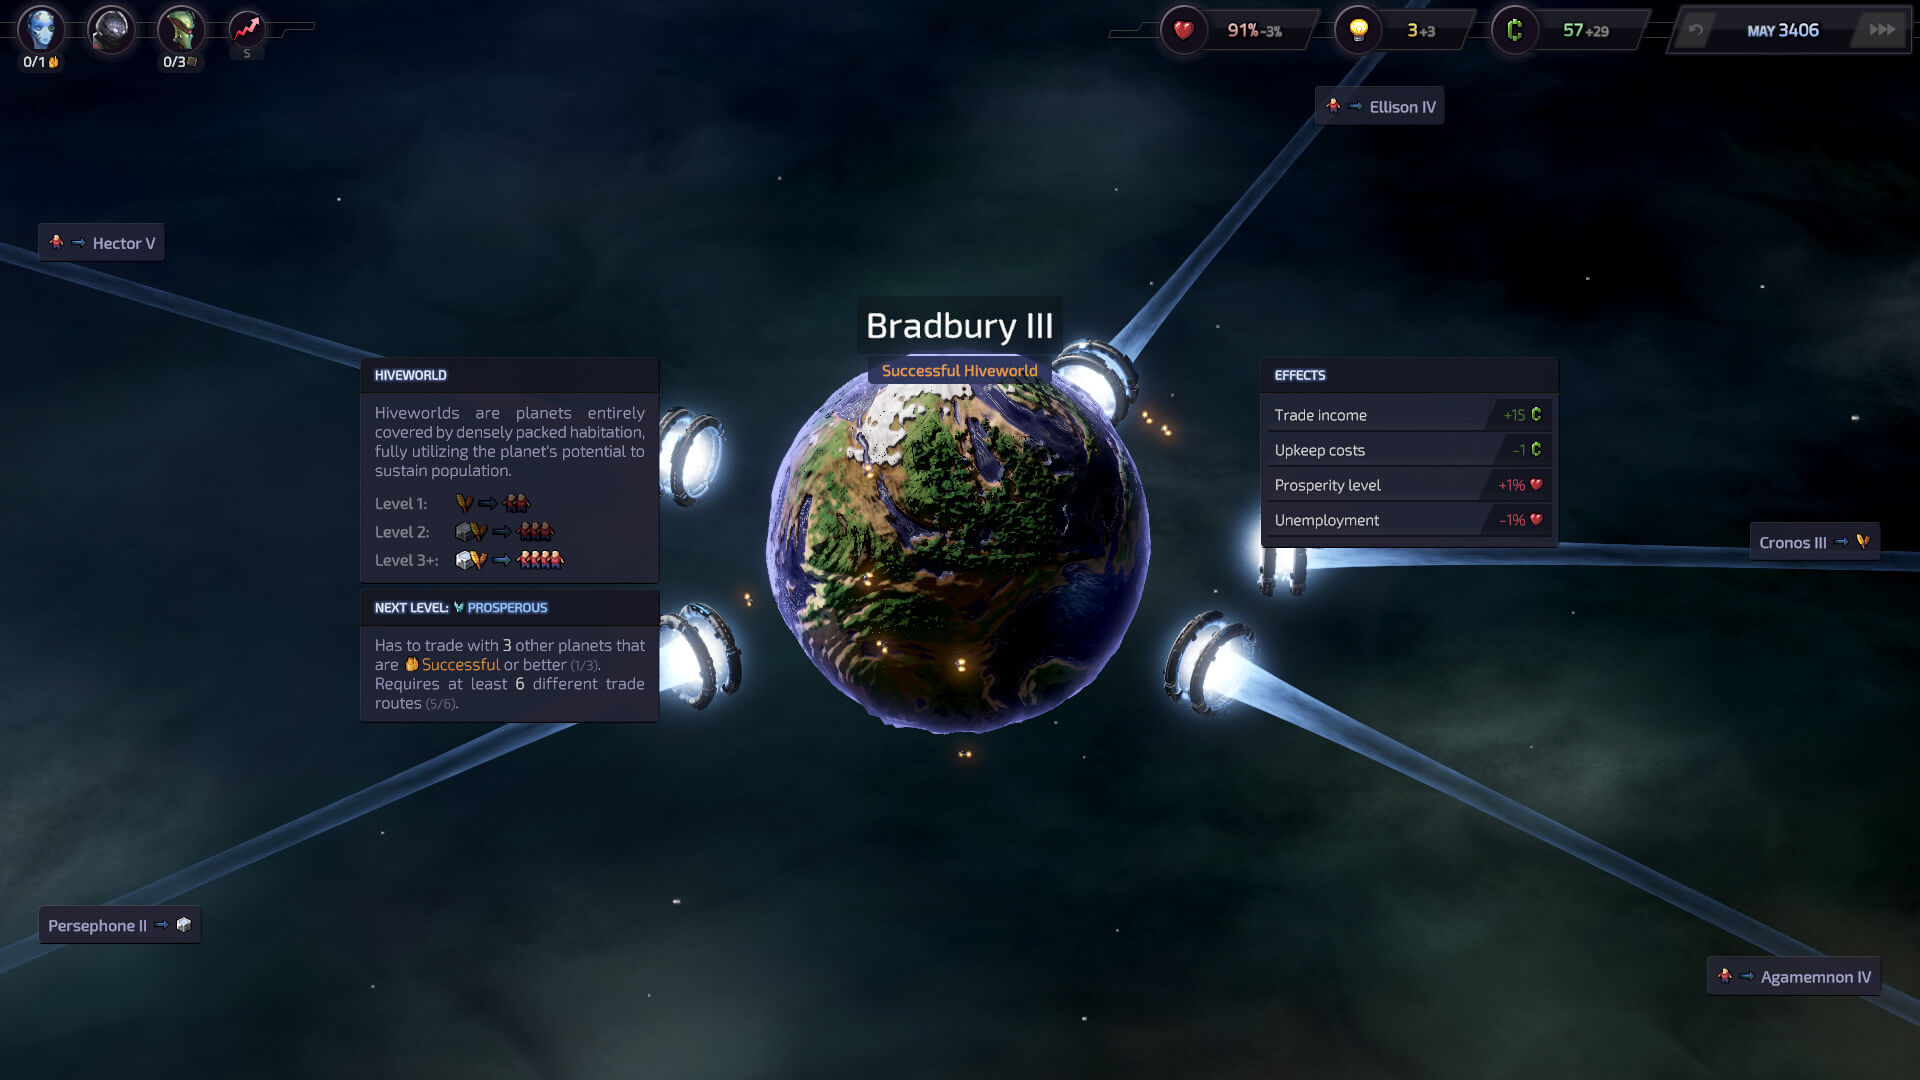 0/1
0/3
S
91%-3%
3+3
57+29
MAY 3406
Ellison IV
Hector V
Bradbury III
Successful Hiveworld
HIVEWORLD
Hiveworlds are planets entirely
covered by densely packed habitation,
fully utilizing the planet's potential to
sustain population.
Level 1:
Level 2:
Level 3+:
NEXT LEVEL: PROSPEROUS
Has to trade with 3 other planets that
are Successful or better (1/3).
Requires at least 6 different trade
routes (5/6).
EFFECTS
Trade income +15
Upkeep costs -1
Prosperity level +1%
Unemployment -1%
Cronos III
Persephone II
Agamemnon IV